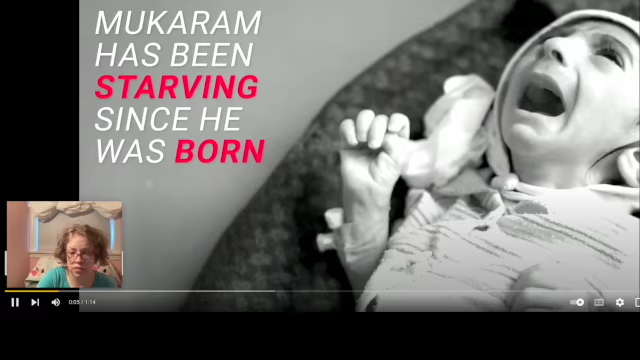 MUKARAM
HAS BEEN
STARVING
SINCE HE
WAS BORN
0:05 / 1:14